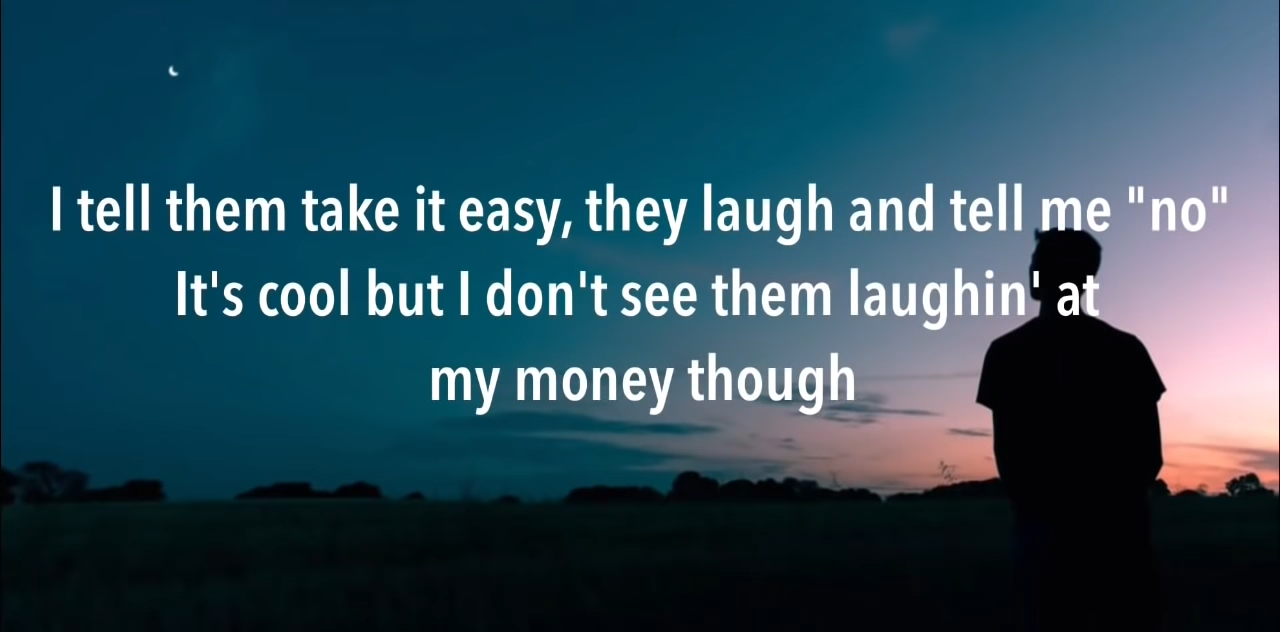 I tell them take it easy, they laugh and tell me "no"
It's cool but I don't see them laughin' at
my money though